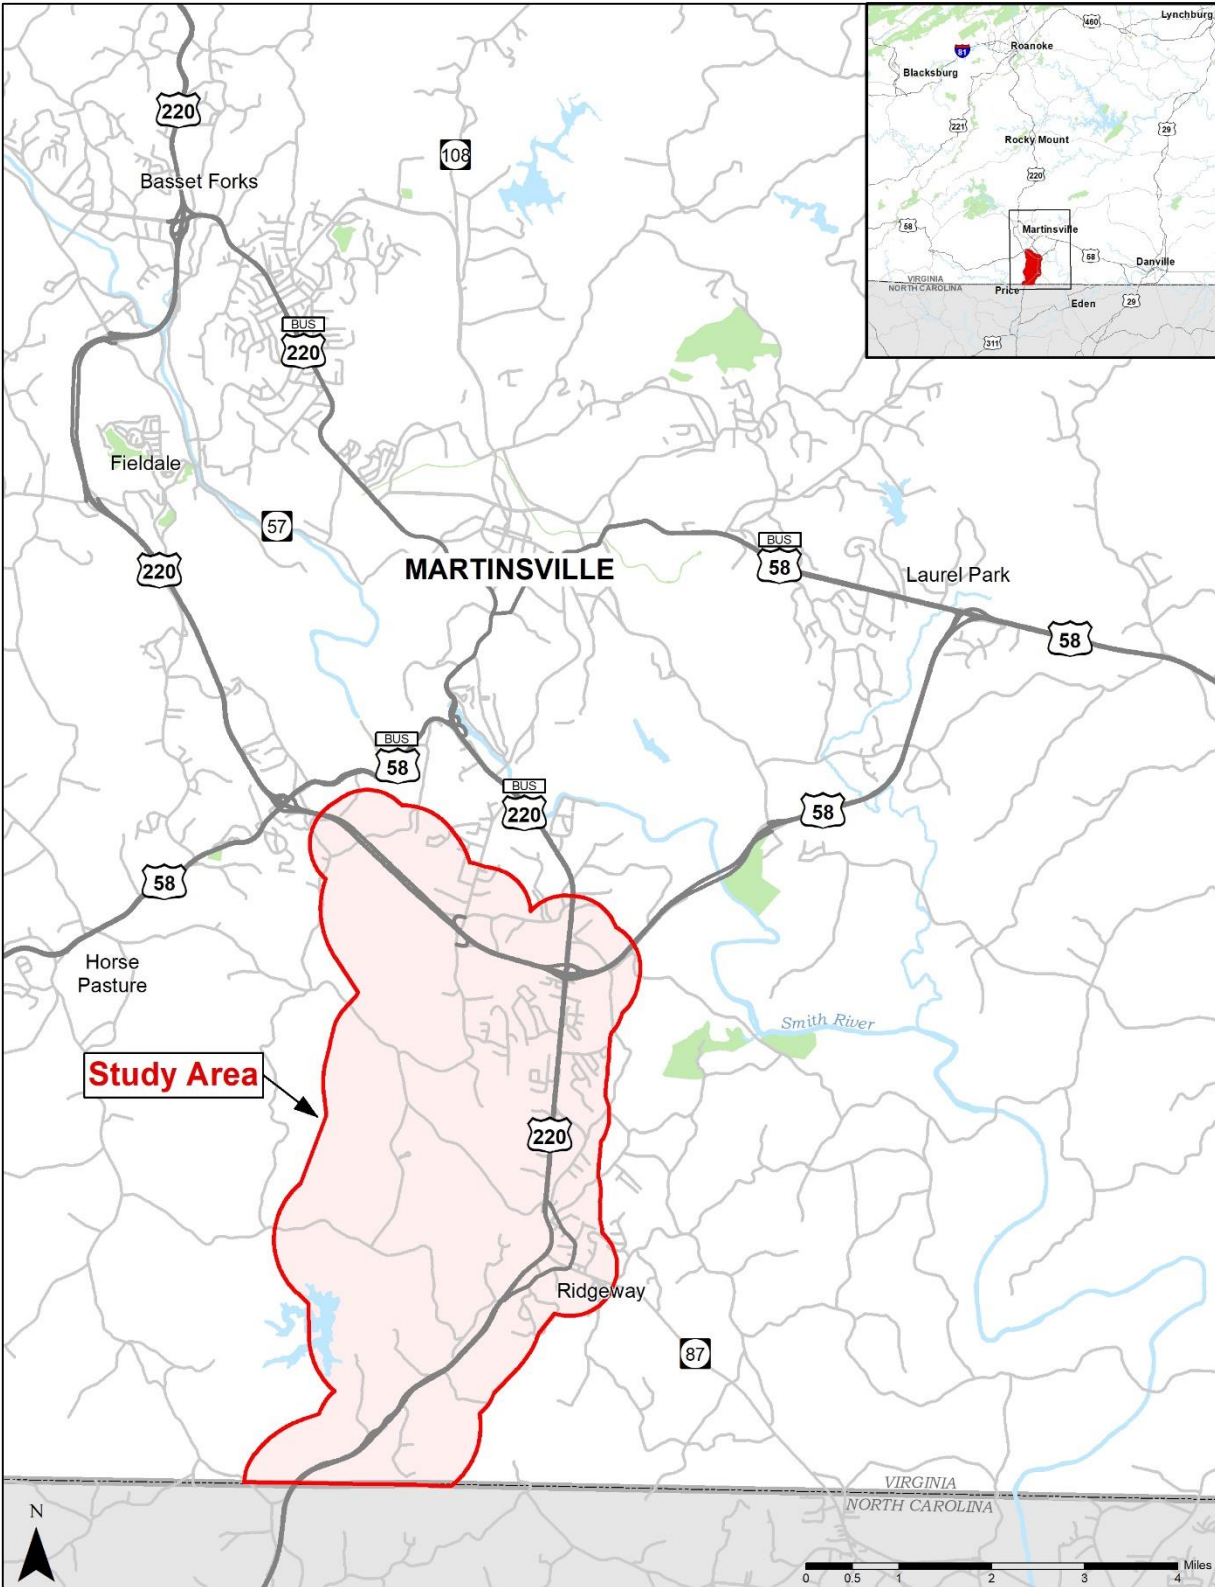 Lynchburg
460
Roanoke
81
Blacksburg
221
29
Rocky Mount
220
58
Martinsville
58
Danville
VIRGINIA
NORTH CAROLINA
Price
Eden
29
311
220
108
Basset Forks
BUS
220
Fieldale
57
220
MARTINSVILLE
BUS
58
Laurel Park
58
BUS
58
BUS
220
58
58
Horse
Pasture
Smith River
Study Area
220
Ridgeway
87
VIRGINIA
NORTH CAROLINA
N
Miles
0 0.5 1 2 3 4